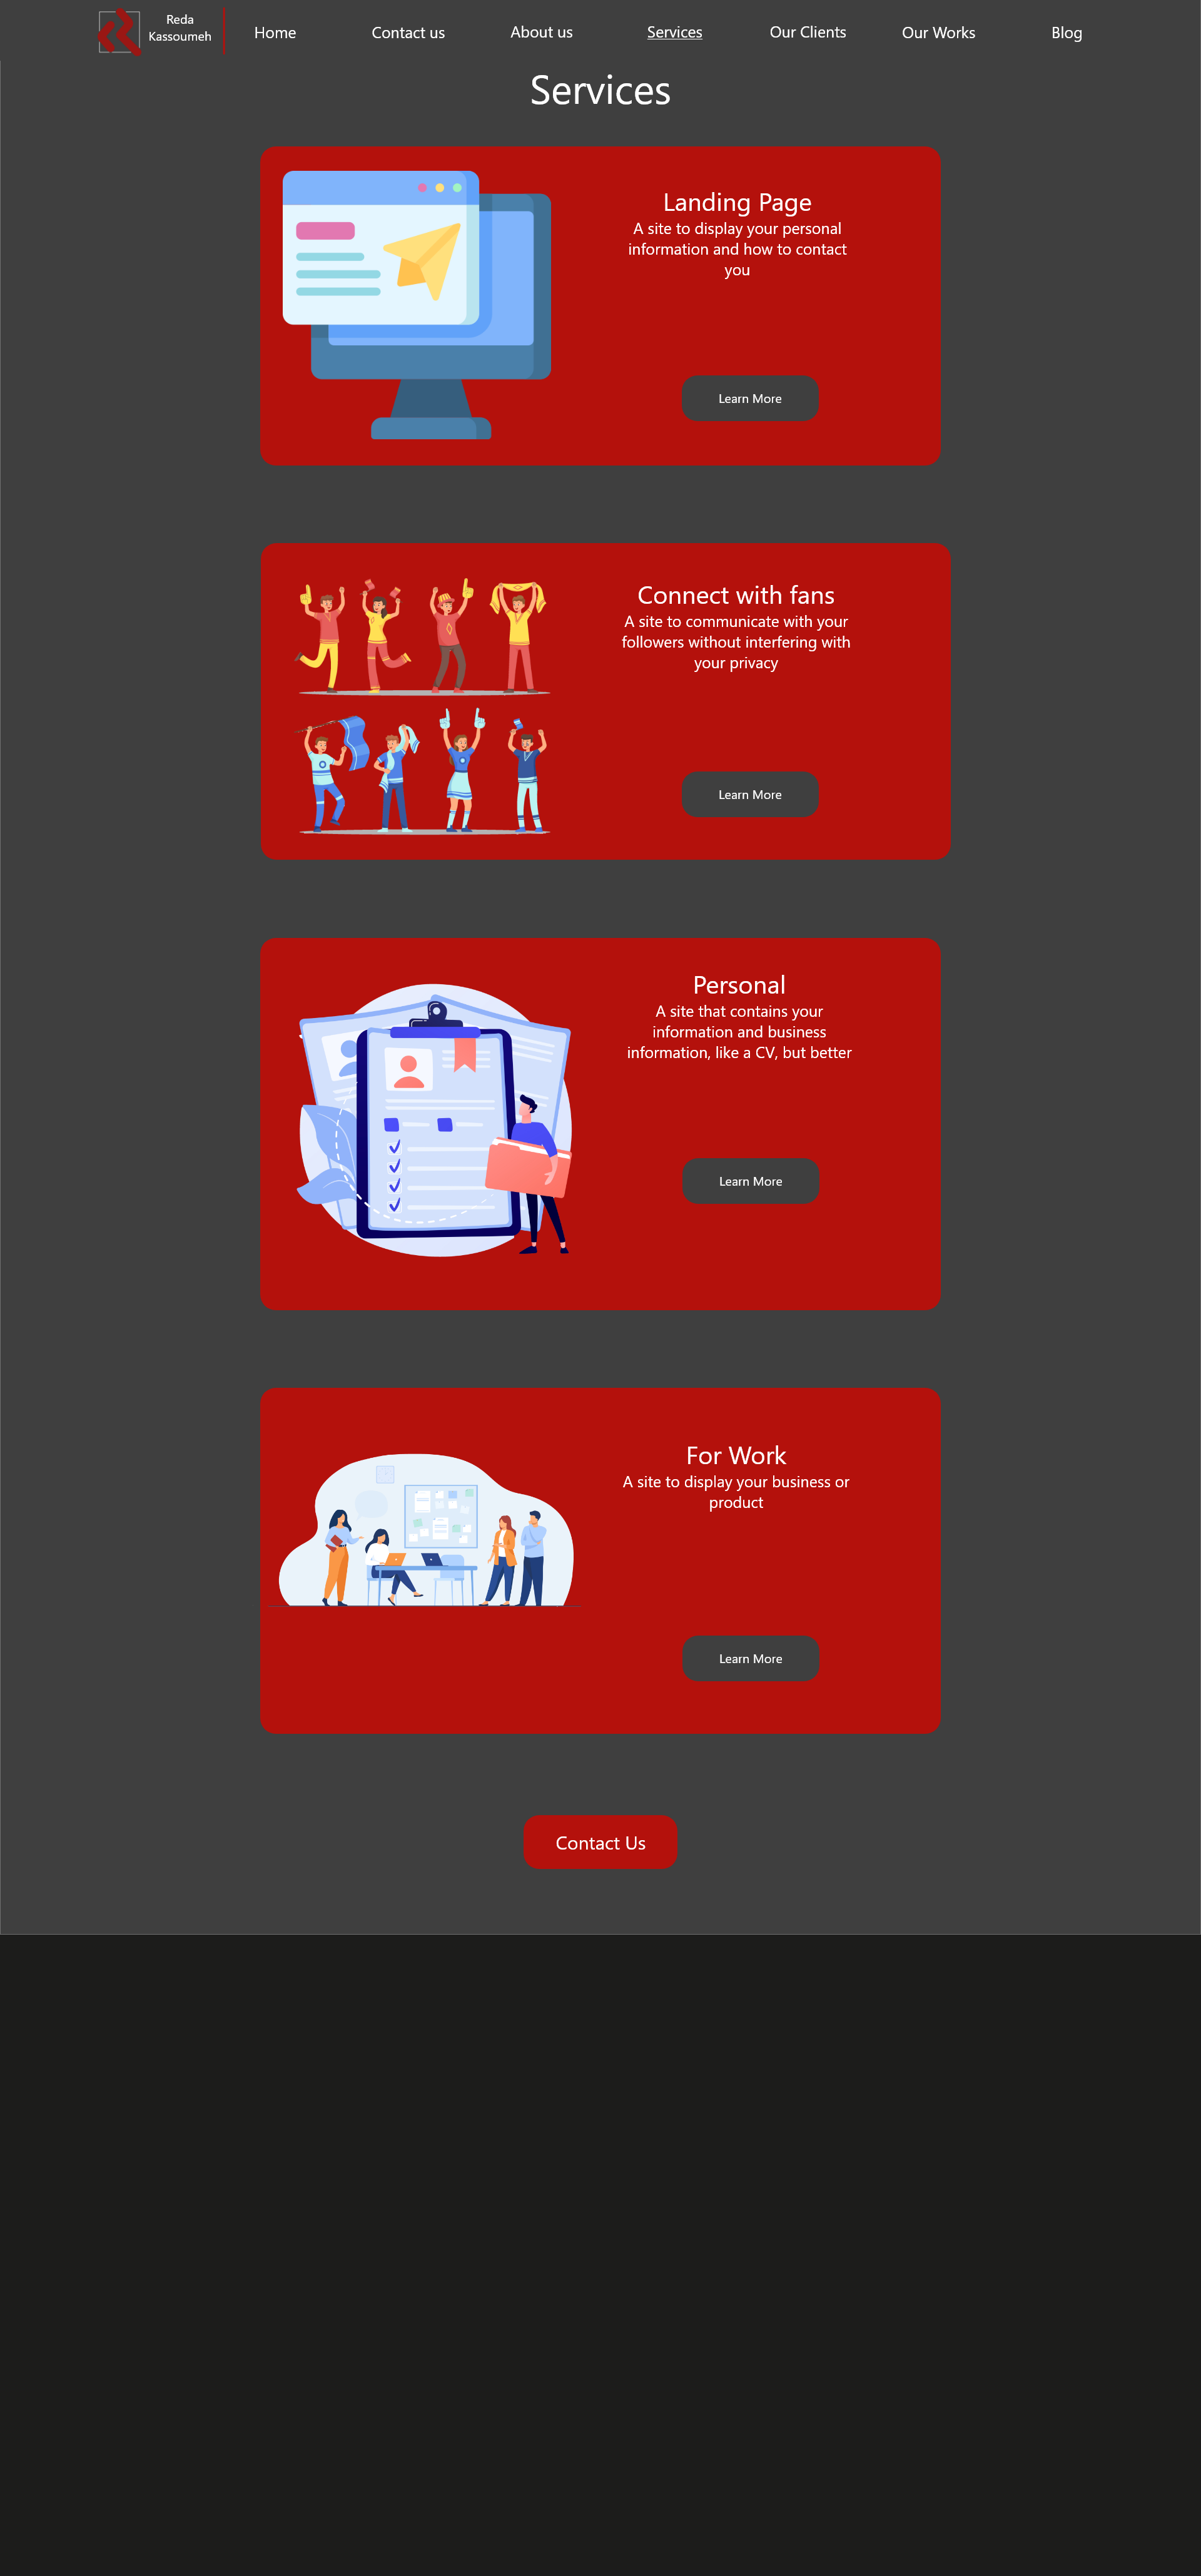 Reda
Kassoumeh
Home
Contact us
About us
Services
Our Clients
Our Works
Blog
Services
Landing Page
A site to display your personal
information and how to contact
you
Learn More
Connect with fans
A site to communicate with your
followers without interfering with
your privacy
Learn More
Personal
A site that contains your
information and business
information, like a CV, but better
Learn More
For Work
A site to display your business or
product
Learn More
Contact Us